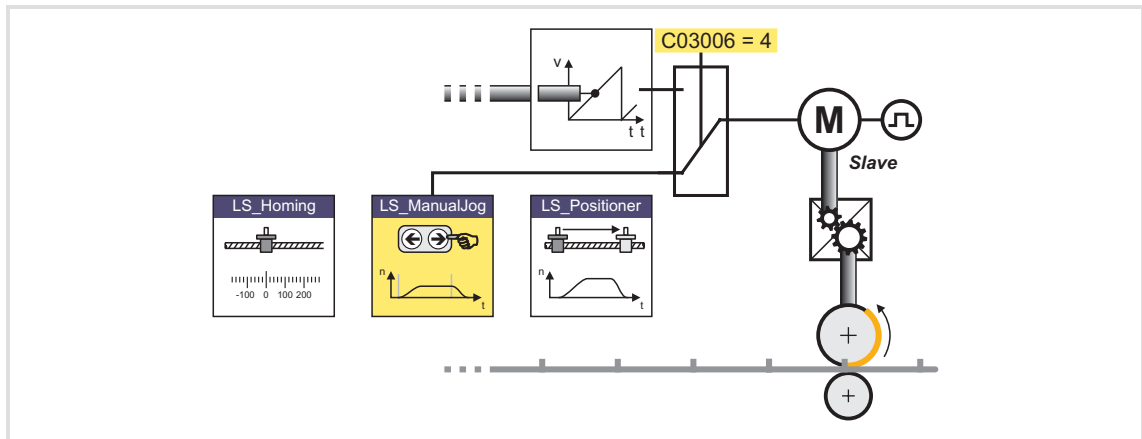 C03006 = 4
v
t t
M
Slave
LS_Homing
LS_ManualJog
LS_Positioner
-100 0 100 200
n
t
n
t